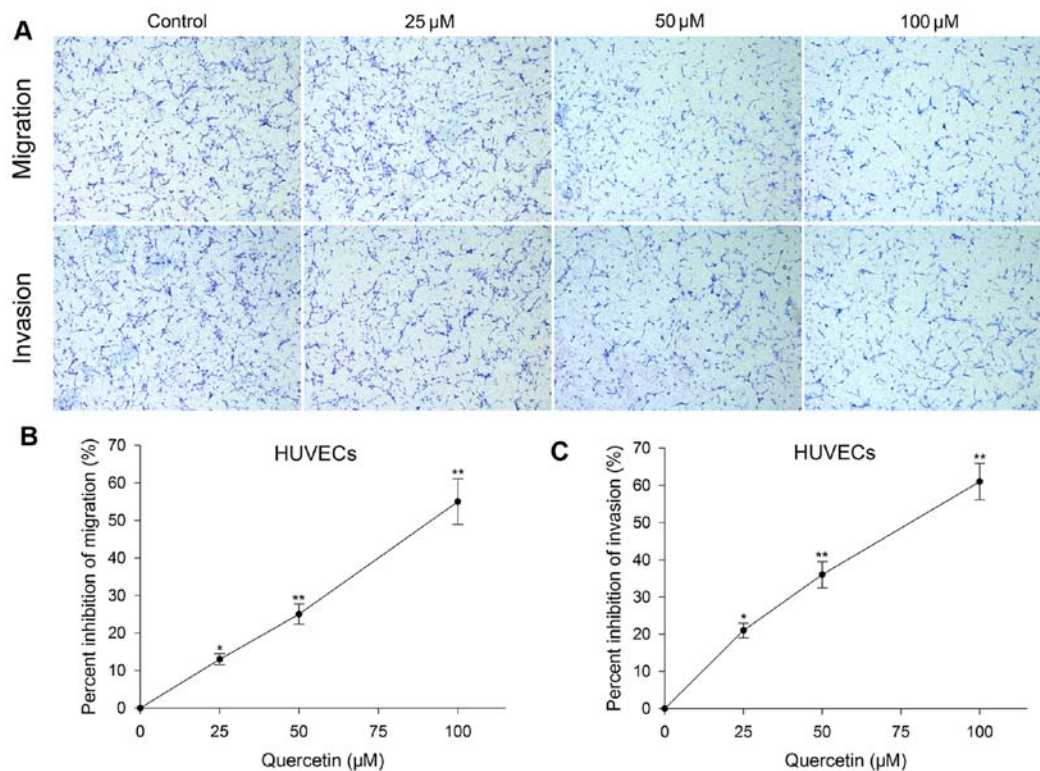 A
Control 25 µM 50 µM 100 µM
Migration
Invasion
B
HUVECs
Percent inhibition of migration (%)
70
60
50
40
30
20
10
0
*
**
**
0 25 50 75 100
Quercetin (µM)
C
HUVECs
Percent inhibition of invasion (%)
70
60
50
40
30
20
10
0
*
**
**
0 25 50 75 100
Quercetin (µM)